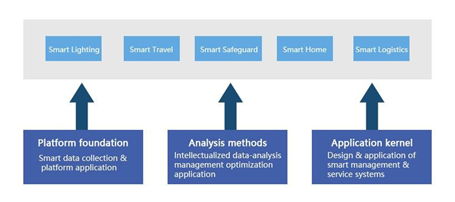 Smart Lighting
Smart Travel
Smart Safeguard
Smart Home
Smart Logistics
Platform foundation
Smart data collection &
platform application
Analysis methods
Intellectualized data-analysis
management optimization
application
Application kernel
Design & application of
smart management &
service systems